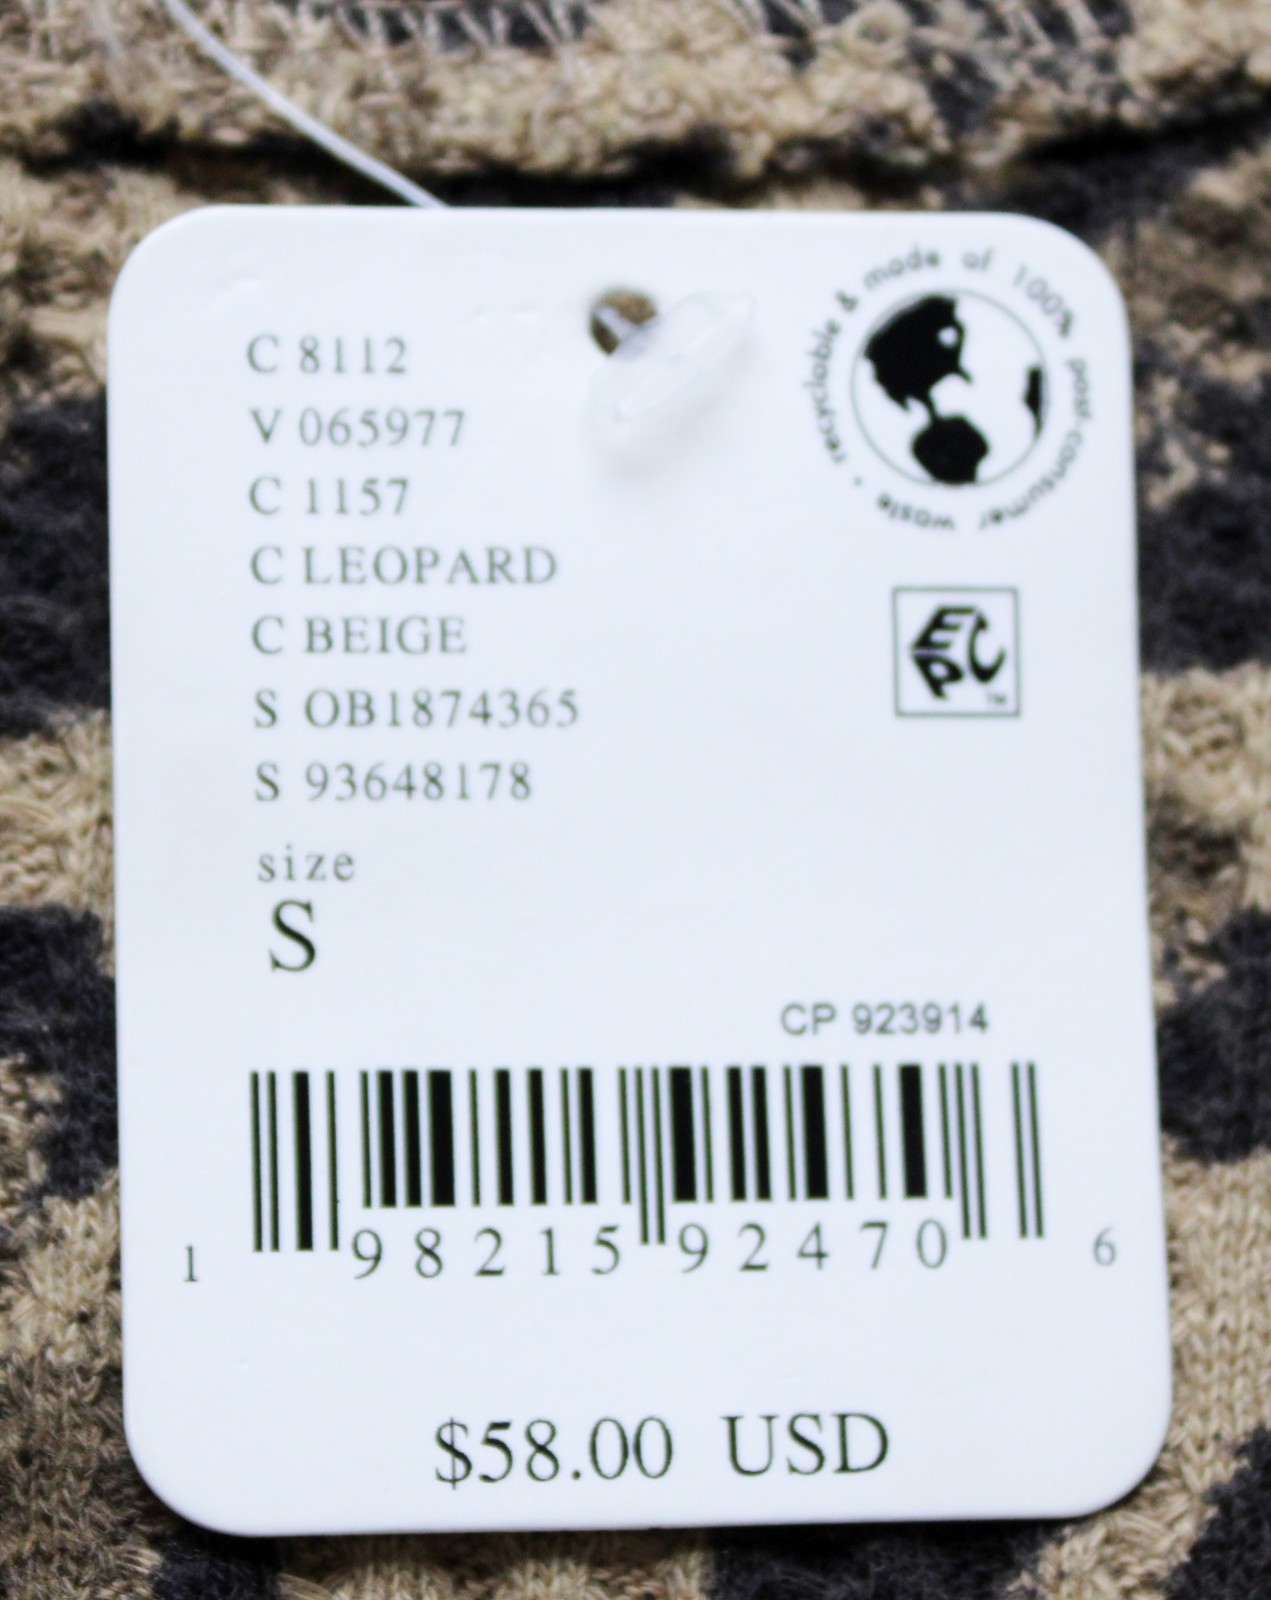 recyclable & made of 100% post-consumer waste •
C 8112
V 065977
C 1157
C LEOPARD
C BEIGE
S OB1874365
S 93648178
EPC™
size
S
CP 923914
1 98215 92470 6
$58.00 USD